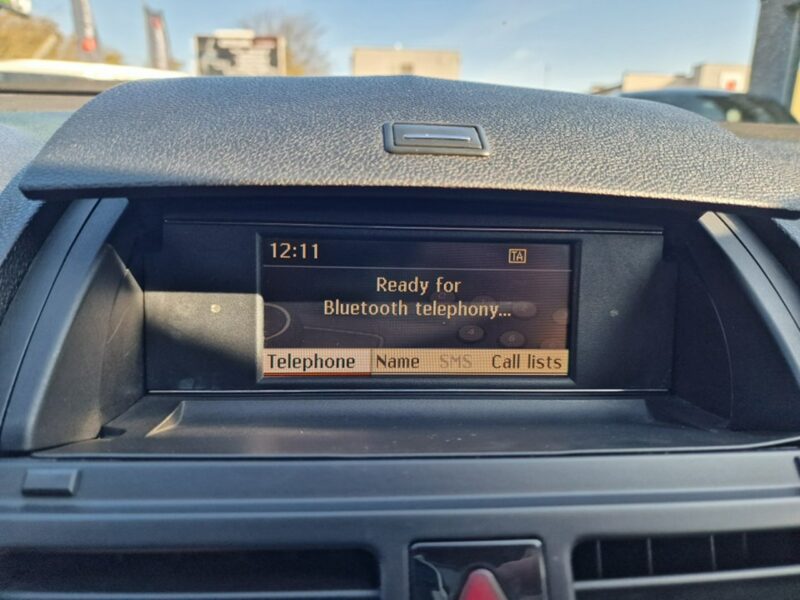 12:11 TA
Ready for
Bluetooth telephony...
Telephone Name SMS Call lists